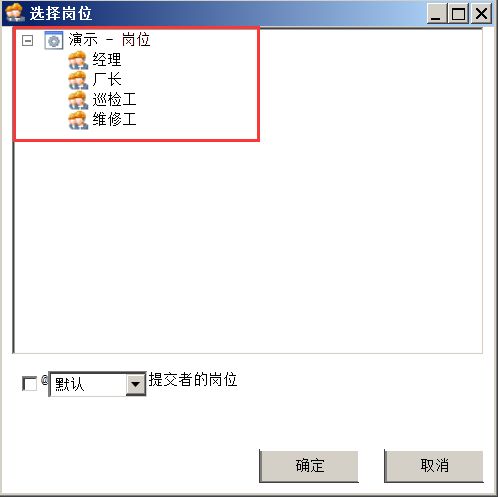 选择岗位
演示 - 岗位
经理
厂长
巡检工
维修工
@ 默认 提交者的岗位
确定 取消